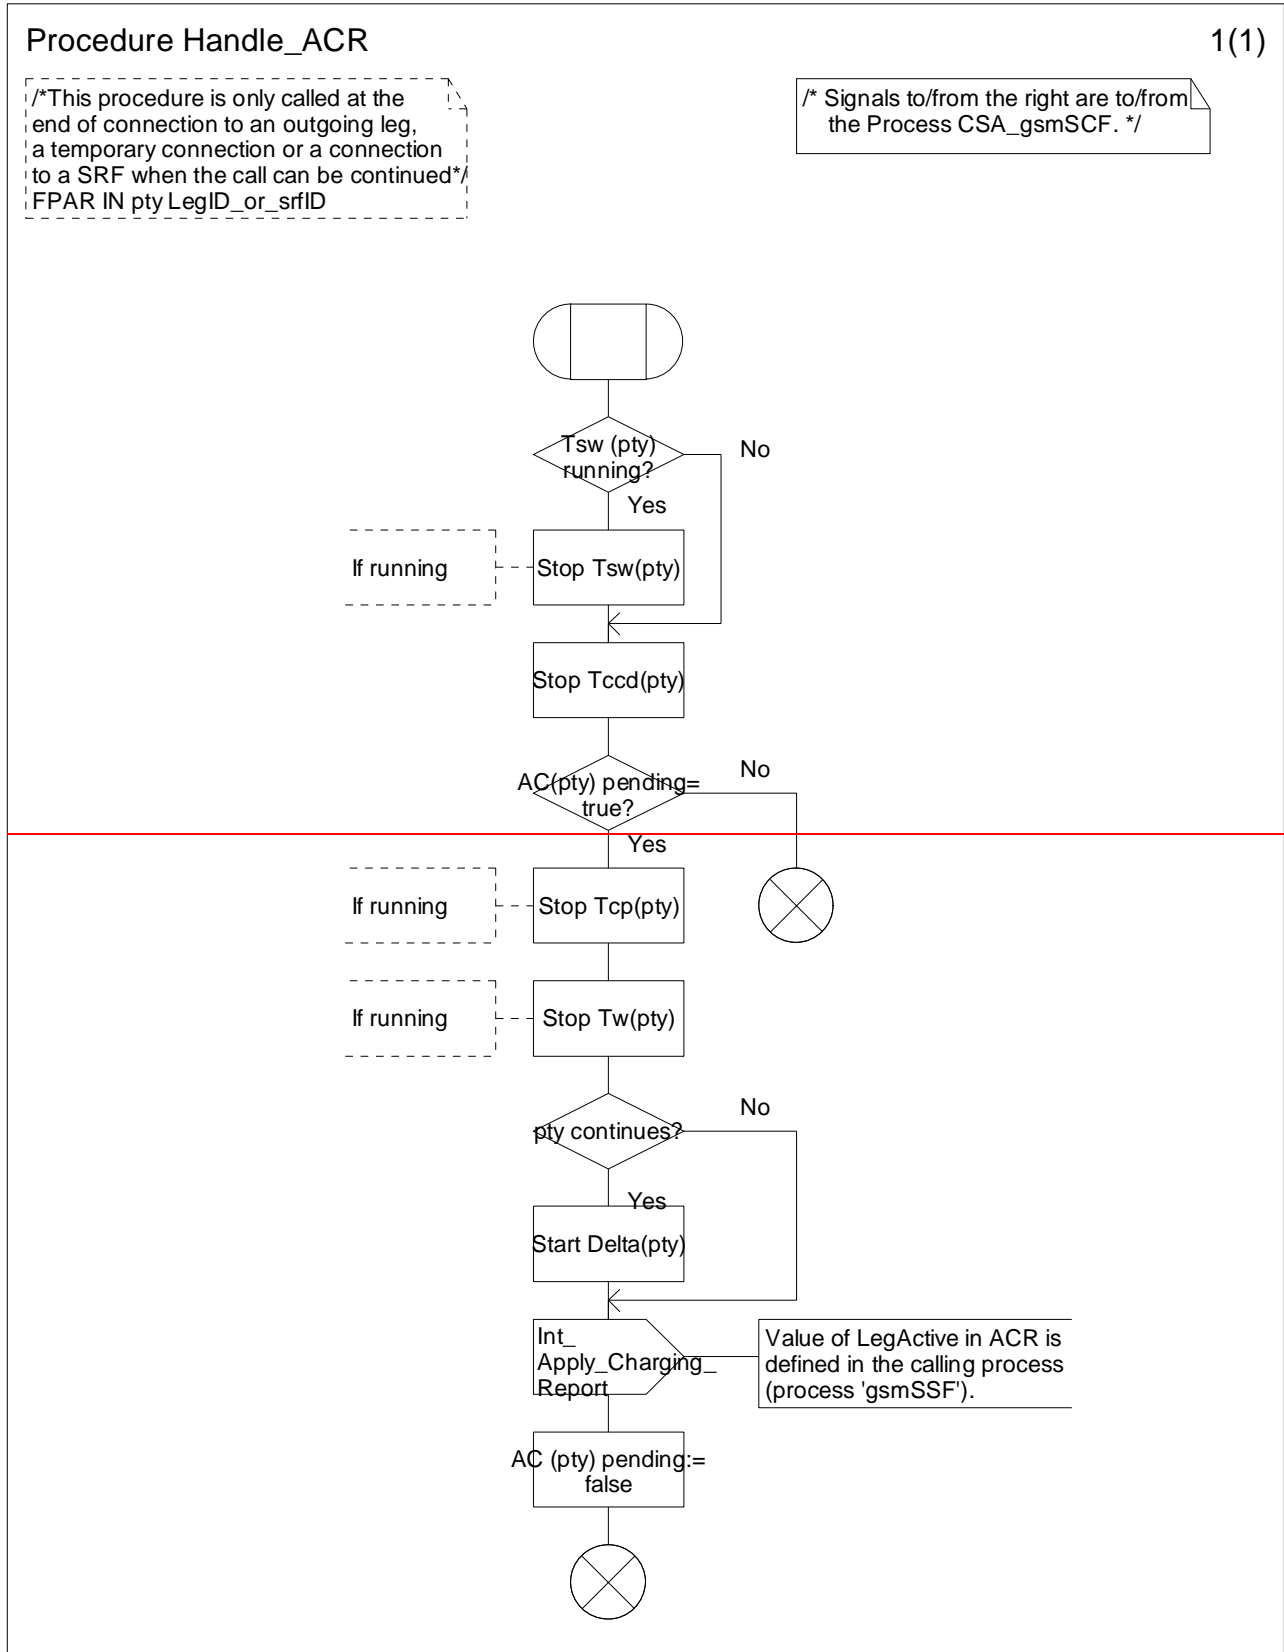 Procedure Handle_ACR
1(1)
/*This procedure is only called at the
end of connection to an outgoing leg,
a temporary connection or a connection
to a SRF when the call can be continued*/
FPAR IN pty LegID_or_srfID
/* Signals to/from the right are to/from
the Process CSA_gsmSCF. */
Tsw (pty)
running?
No
Yes
If running
Stop Tsw(pty)
Stop Tccd(pty)
AC(pty) pending=
true?
No
Yes
If running
Stop Tcp(pty)
If running
Stop Tw(pty)
pty continues?
No
Yes
Start Delta(pty)
Int_
Apply_Charging_
Report
Value of LegActive in ACR is
defined in the calling process
(process 'gsmSSF').
AC (pty) pending:=
false